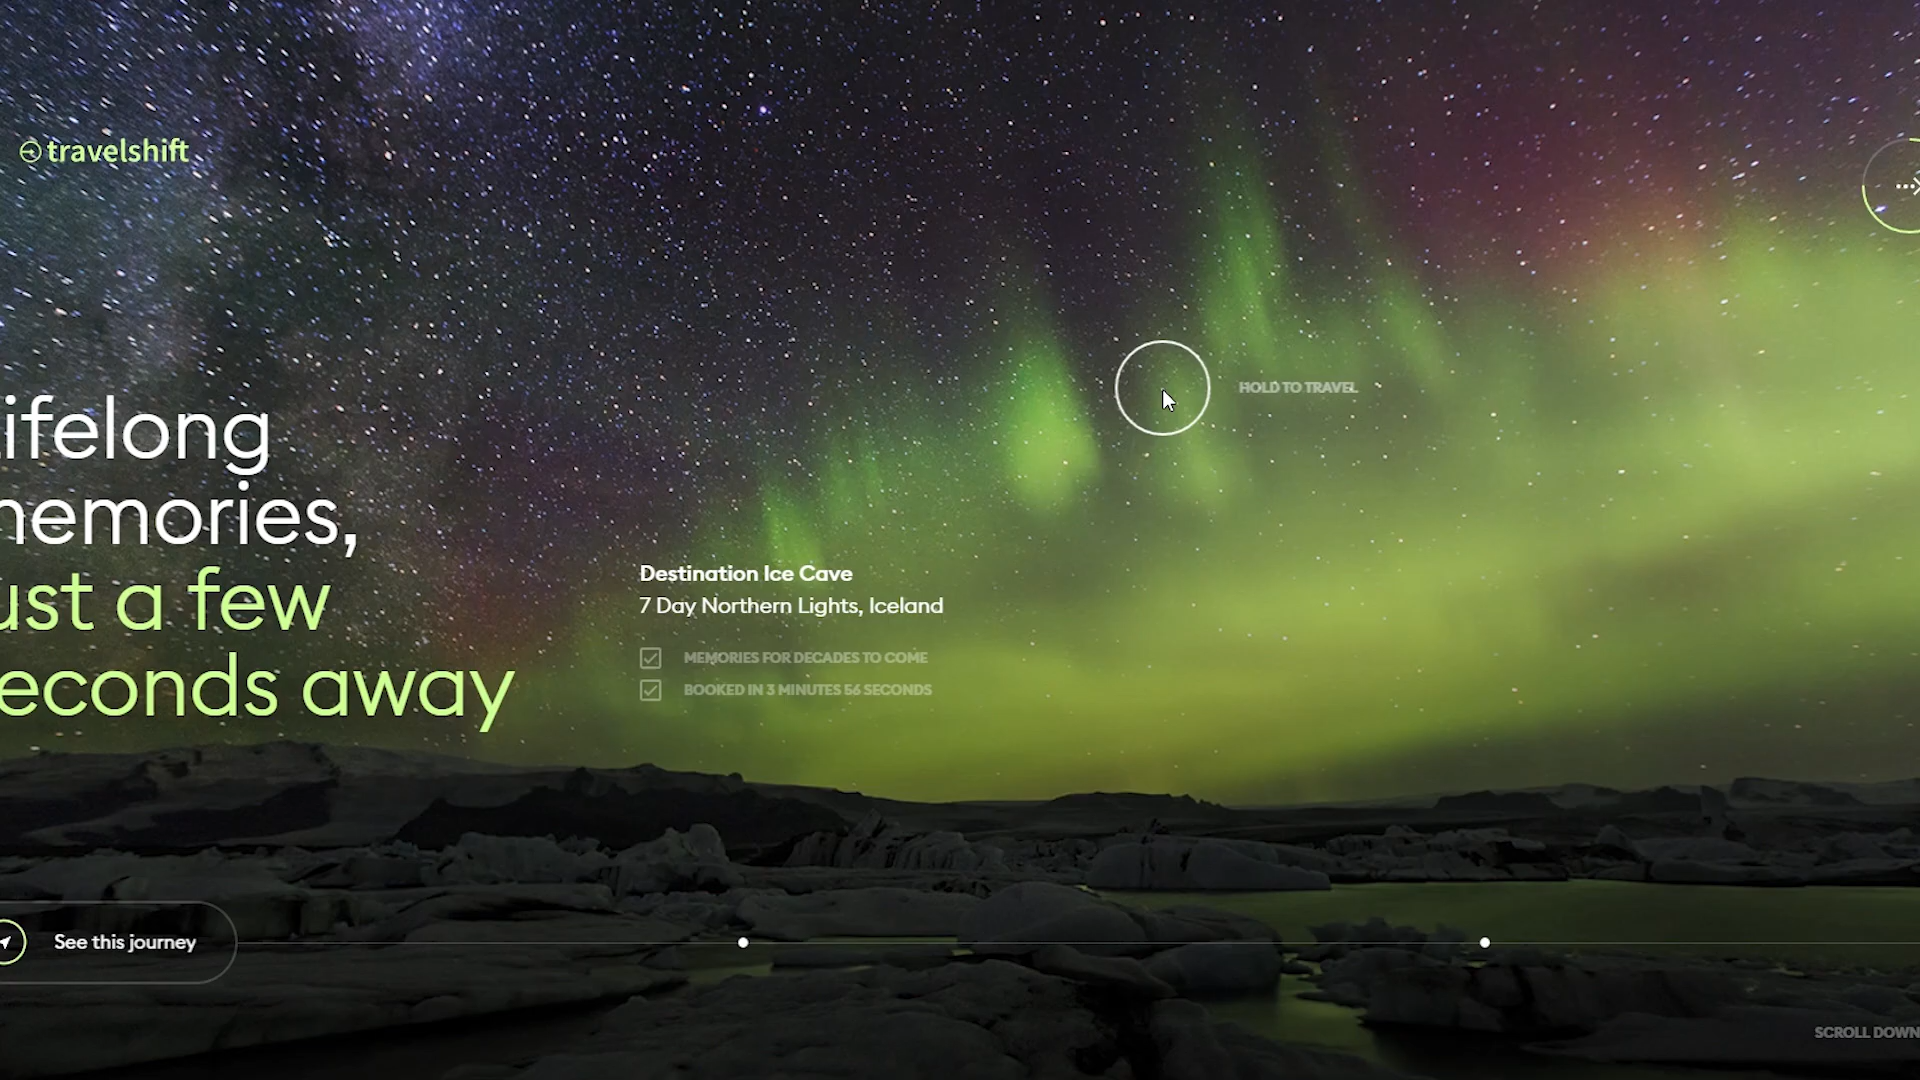 travelshift
HOLD TO TRAVEL
ifelong
memories,
ust a few
econds away
Destination Ice Cave
7 Day Northern Lights, Iceland
MEMORIES FOR DECADES TO COME
BOOKED IN 3 MINUTES 56 SECONDS
See this journey
SCROLL DOWN